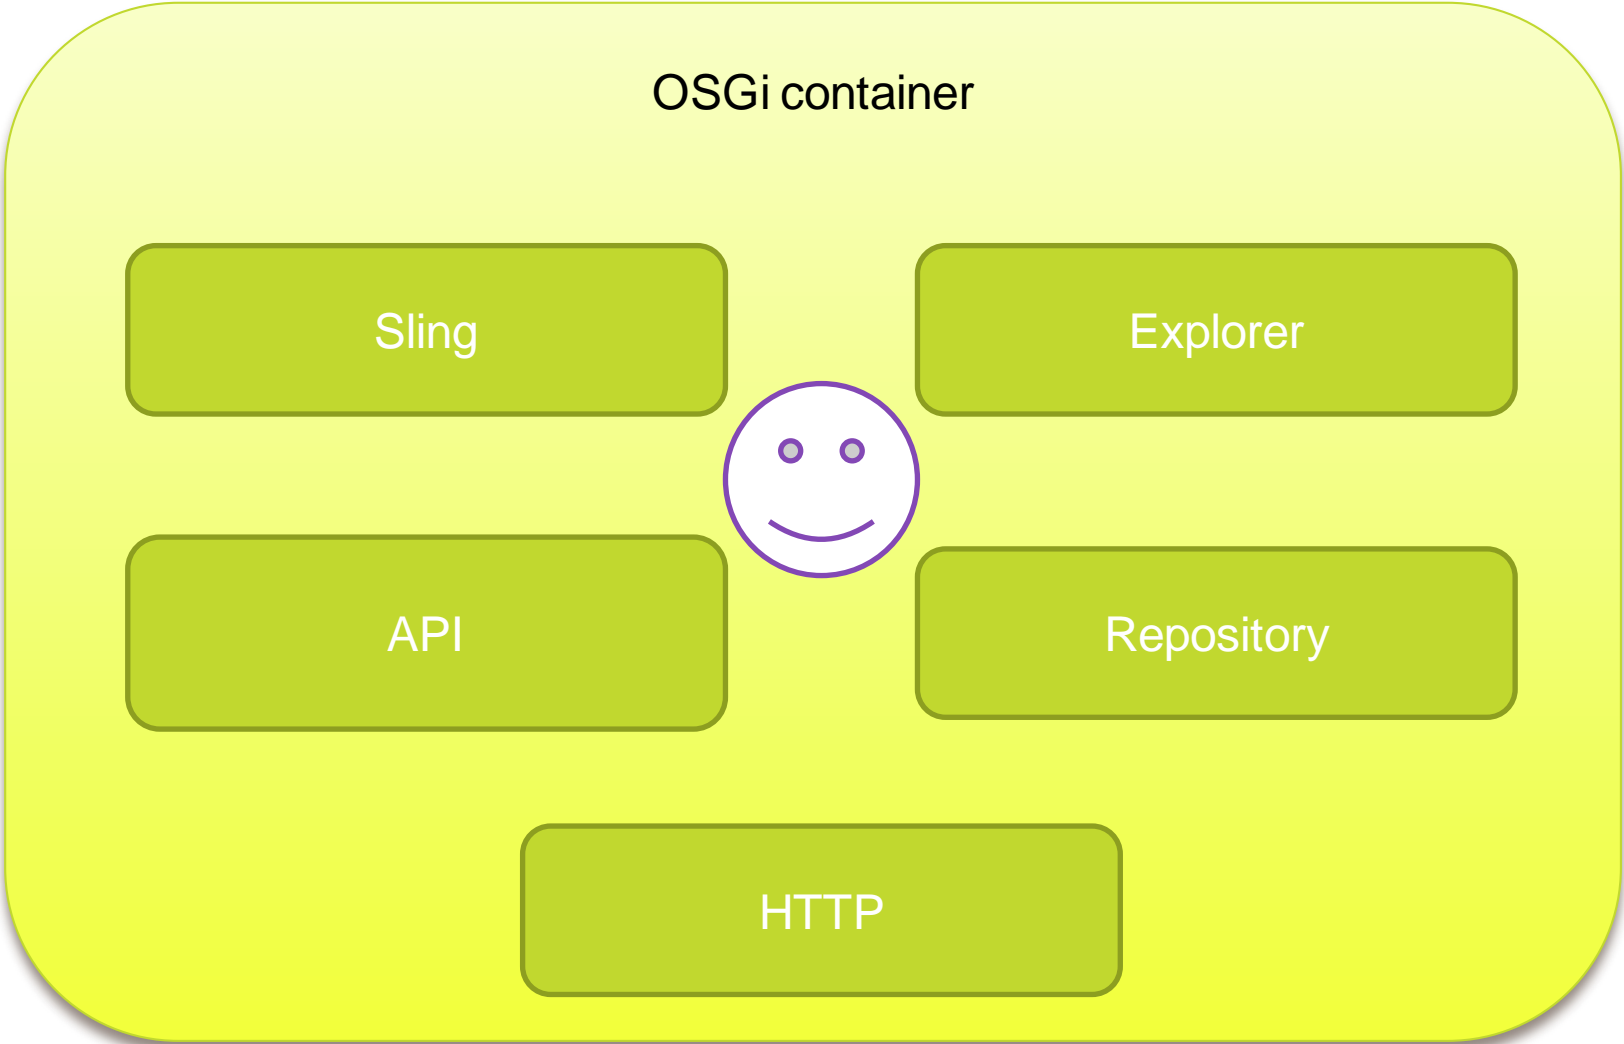 OSGi container
Sling
Explorer
API
Repository
HTTP